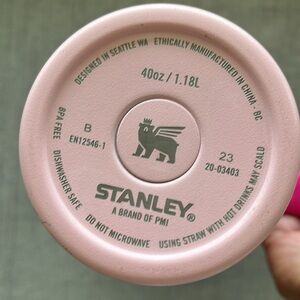 DESIGNED IN SEATTLE WA
ETHICALLY MANUFACTURED IN CHINA - BC
40oz / 1.18L
BPA FREE
B
EN12546-1
23
20-03403
DISHWASHER SAFE
STANLEY®
A BRAND OF PMI
DO NOT MICROWAVE
USING STRAW WITH HOT DRINKS MAY SCALD